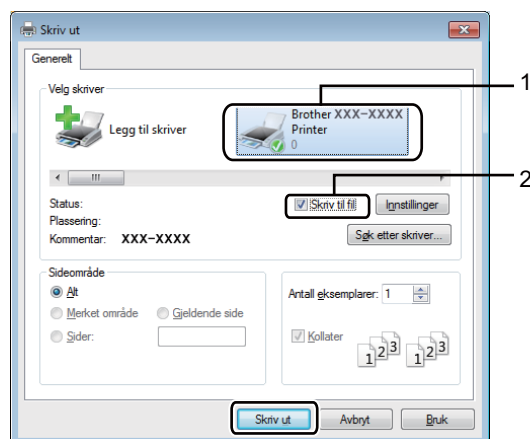 Skriv ut
Generelt
Velg skriver
Legg til skriver
Brother XXX-XXXX
Printer
0
1
Status:
Skriv til fil
Innstillinger
2
Plassering:
Kommentar: XXX-XXXX
Søk etter skriver...
Sideområde
Alt
Merket område
Gjeldende side
Sider:
Antall eksemplarer: 1
Kollater
1 2 3
1 2 3
Skriv ut
Avbryt
Bruk